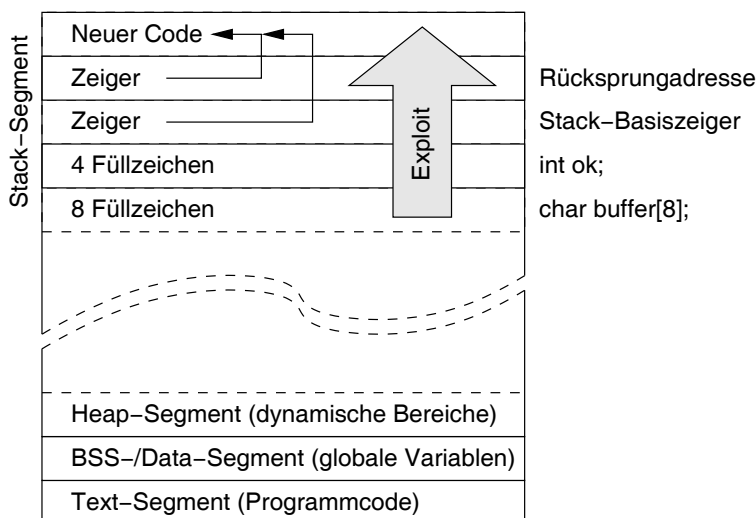 Stack−Segment
Neuer Code
Zeiger
Rücksprungadresse
Zeiger
Stack−Basiszeiger
4 Füllzeichen
int ok;
8 Füllzeichen
char buffer[8];
Exploit
Heap−Segment (dynamische Bereiche)
BSS−/Data−Segment (globale Variablen)
Text−Segment (Programmcode)